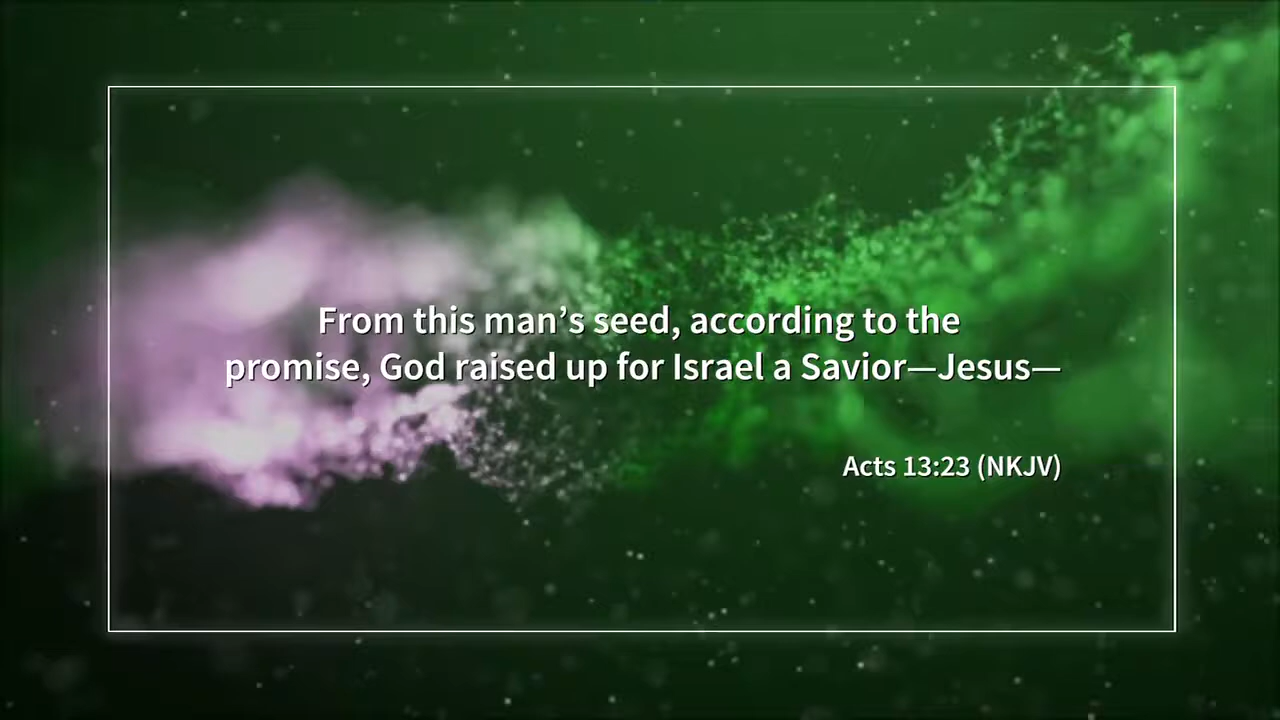 From this man’s seed, according to the
promise, God raised up for Israel a Savior—Jesus—
Acts 13:23 (NKJV)